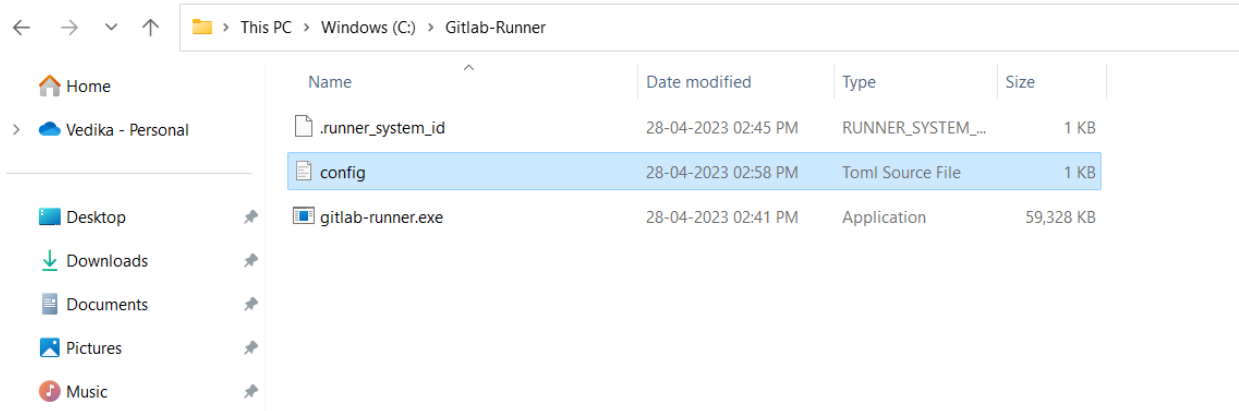 This PC > Windows (C:) > Gitlab-Runner
Home
Vedika - Personal
Desktop
Downloads
Documents
Pictures
Music
Name Date modified Type Size
.runner_system_id 28-04-2023 02:45 PM RUNNER_SYSTEM_... 1 KB
config 28-04-2023 02:58 PM Toml Source File 1 KB
gitlab-runner.exe 28-04-2023 02:41 PM Application 59,328 KB